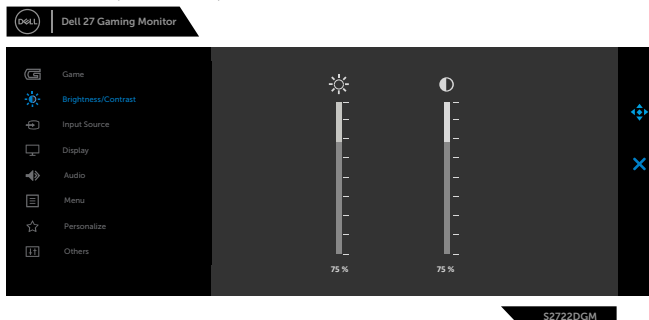 DELL
Dell 27 Gaming Monitor
Game
Brightness/Contrast
Input Source
Display
Audio
Menu
Personalize
Others
75 %
75 %
S2722DGM